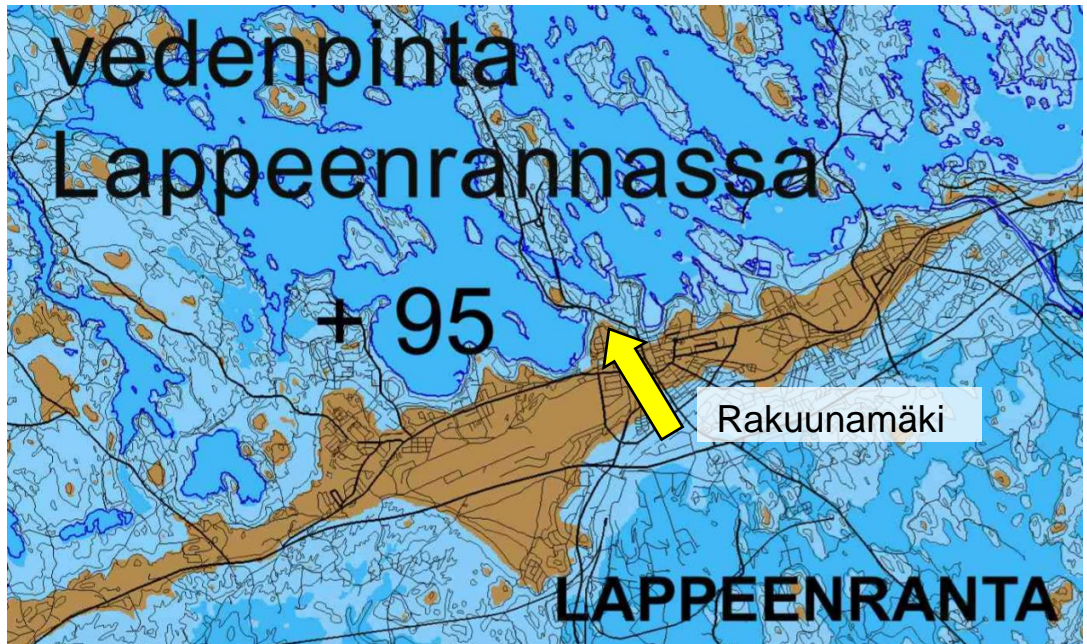 vedenpinta
Lappeenrannassa
+ 95
Rakuunamäki
LAPPEENRANTA